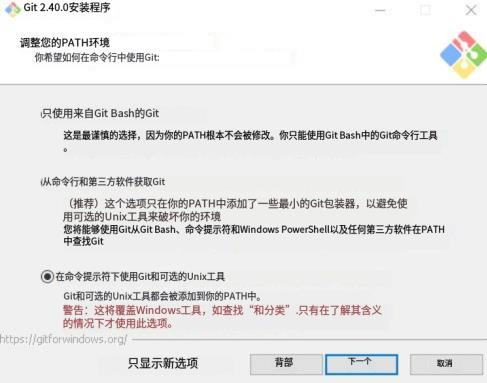 Git 2.40.0安装程序
调整您的PATH环境
你希望如何在命令行中使用Git:
只使用来自Git Bash的Git
这是最谨慎的选择，因为你的PATH根本不会被修改。你只能使用Git Bash中的Git命令行工具
。
从命令行和第三方软件获取Git
（推荐）这个选项只在你的PATH中添加了一些最小的Git包装器，以避免使
用可选的Unix工具来破坏你的环境
您将能够使用Git从Git Bash、命令提示符和Windows PowerShell以及任何第三方软件在PATH
中查找Git
在命令提示符下使用Git和可选的Unix工具
Git和可选的Unix工具都会被添加到你的PATH中。
警告：这将覆盖Windows工具，如查找“和分类”.只有在了解其含义
的情况下才使用此选项。
https://gitforwindows.org/
只显示新选项
背部
下一个
取消